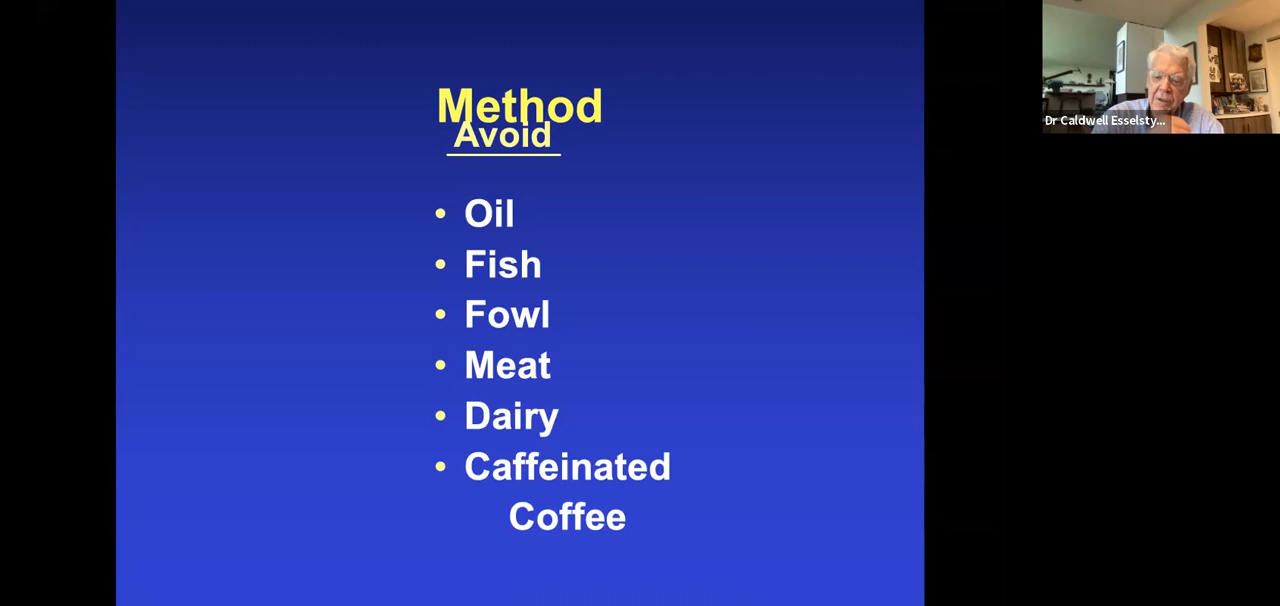 Method
Avoid
• Oil
• Fish
• Fowl
• Meat
• Dairy
• Caffeinated
Coffee
Dr Caldwell Esselsty...